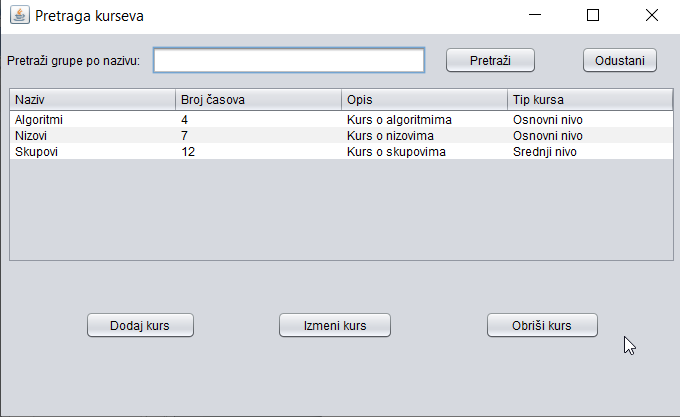 Pretraga kurseva
Pretraži grupe po nazivu: Pretraži Odustani
Naziv Broj časova Opis Tip kursa
Algoritmi 4 Kurs o algoritmima Osnovni nivo
Nizovi 7 Kurs o nizovima Osnovni nivo
Skupovi 12 Kurs o skupovima Srednji nivo
Dodaj kurs Izmeni kurs Obriši kurs